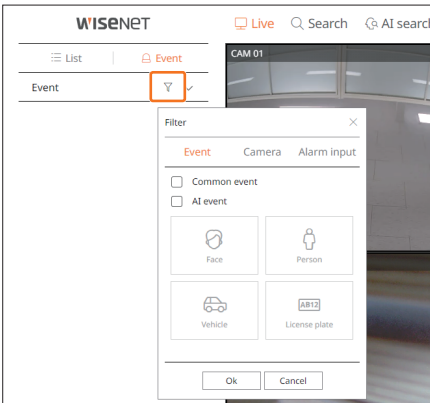 WISENET
Live Search AI search
List Event
CAM 01
Event
Filter
Event Camera Alarm input
Common event
AI event
Face Person
AB12
Vehicle License plate
Ok Cancel